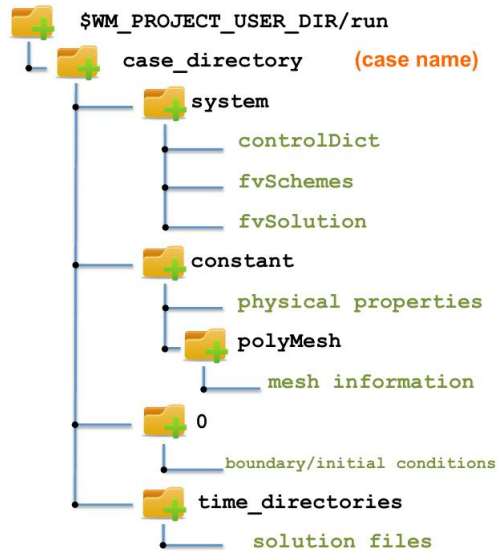 $WM_PROJECT_USER_DIR/run
case_directory (case name)
system
controlDict
fvSchemes
fvSolution
constant
physical properties
polyMesh
mesh information
0
boundary/initial conditions
time_directories
solution files